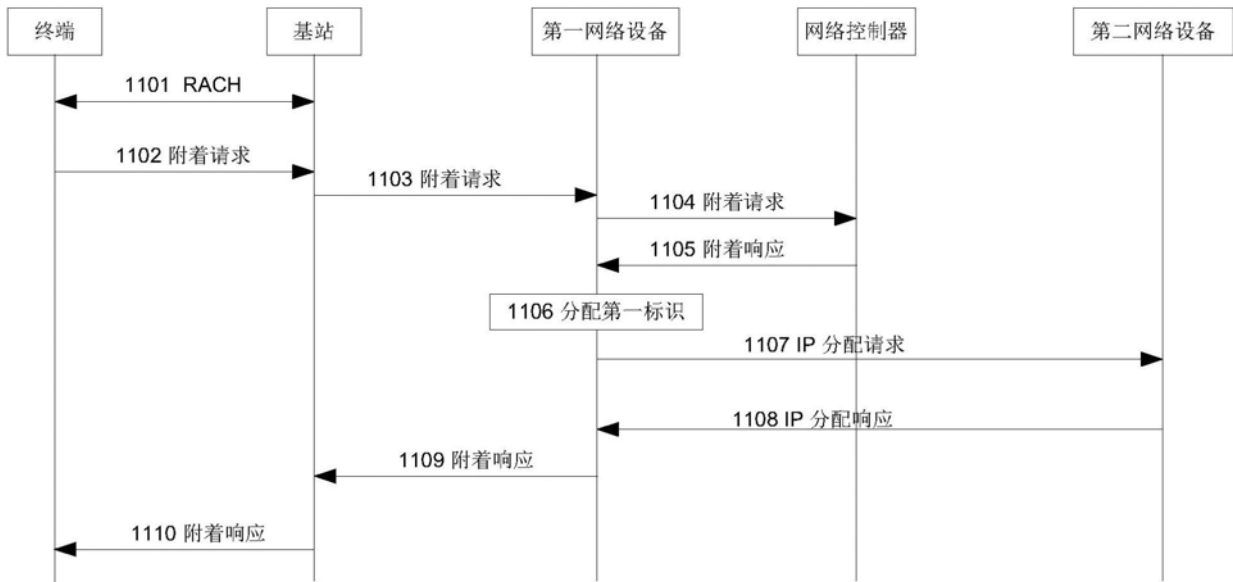 终端
基站
第一网络设备
网络控制器
第二网络设备
1101 RACH
1102 附着请求
1103 附着请求
1104 附着请求
1105 附着响应
1106 分配第一标识
1107 IP 分配请求
1108 IP 分配响应
1109 附着响应
1110 附着响应